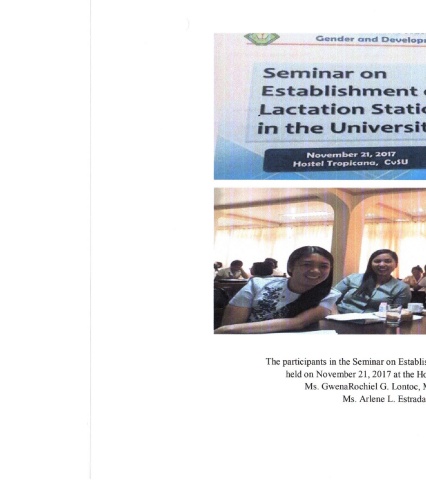 Gender and Develop
Seminar on
Establishment
Lactation Static
in the Universit
November 21, 2017
Hostel Tropicana, CvSU
The participants in the Seminar on Establis
held on November 21, 2017 at the Ho
Ms. GwenaRochiel G. Lontoc, M
Ms. Arlene L. Estrada